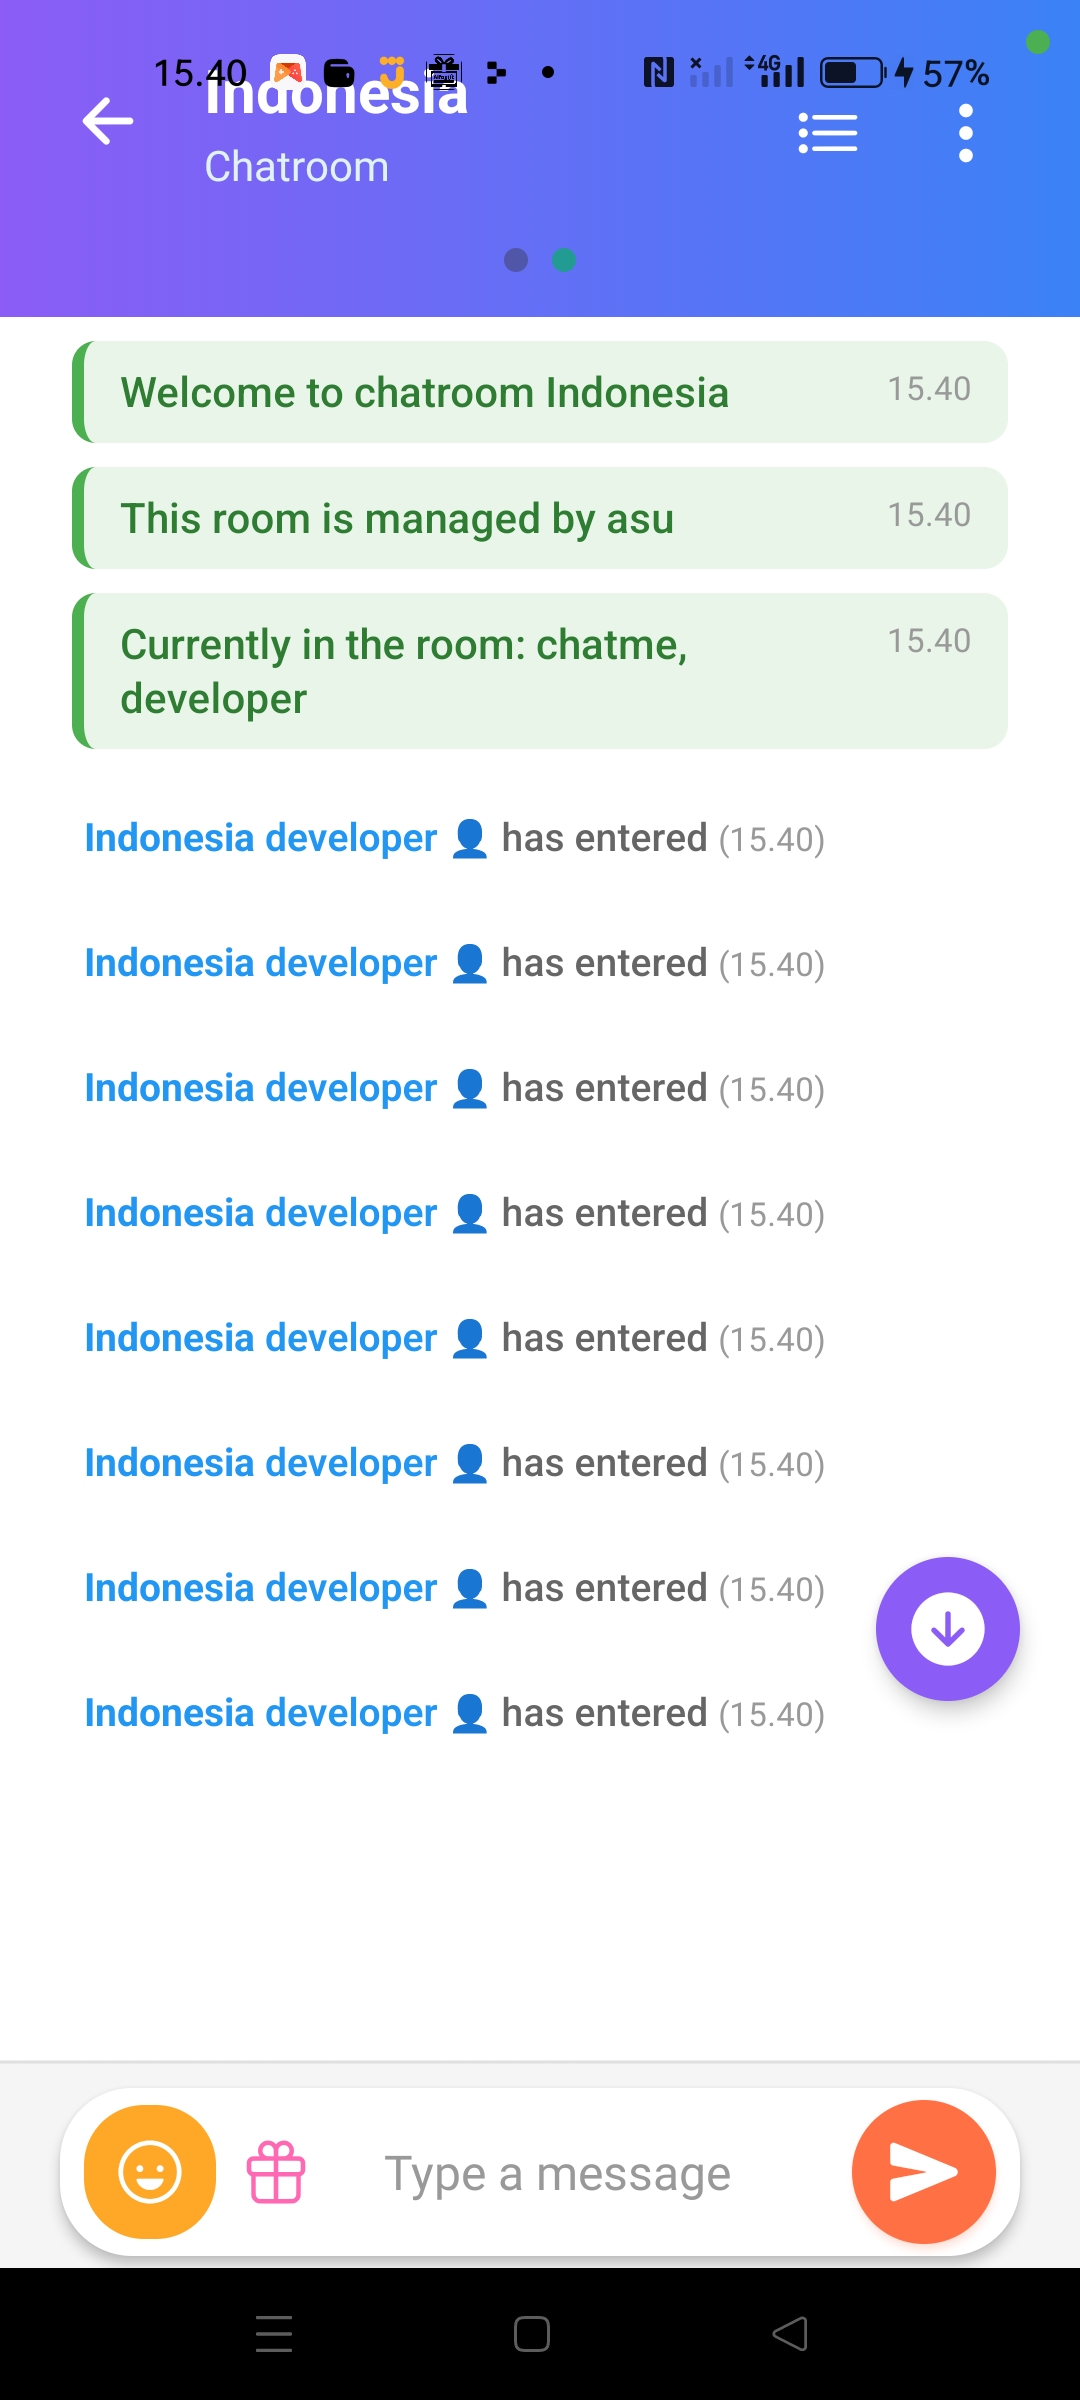 15.40
4G
57%
Indonesia
Chatroom
Welcome to chatroom Indonesia 15.40
This room is managed by asu 15.40
Currently in the room: chatme, 15.40
developer
Indonesia developer 👤 has entered (15.40)
Indonesia developer 👤 has entered (15.40)
Indonesia developer 👤 has entered (15.40)
Indonesia developer 👤 has entered (15.40)
Indonesia developer 👤 has entered (15.40)
Indonesia developer 👤 has entered (15.40)
Indonesia developer 👤 has entered (15.40)
Indonesia developer 👤 has entered (15.40)
Type a message